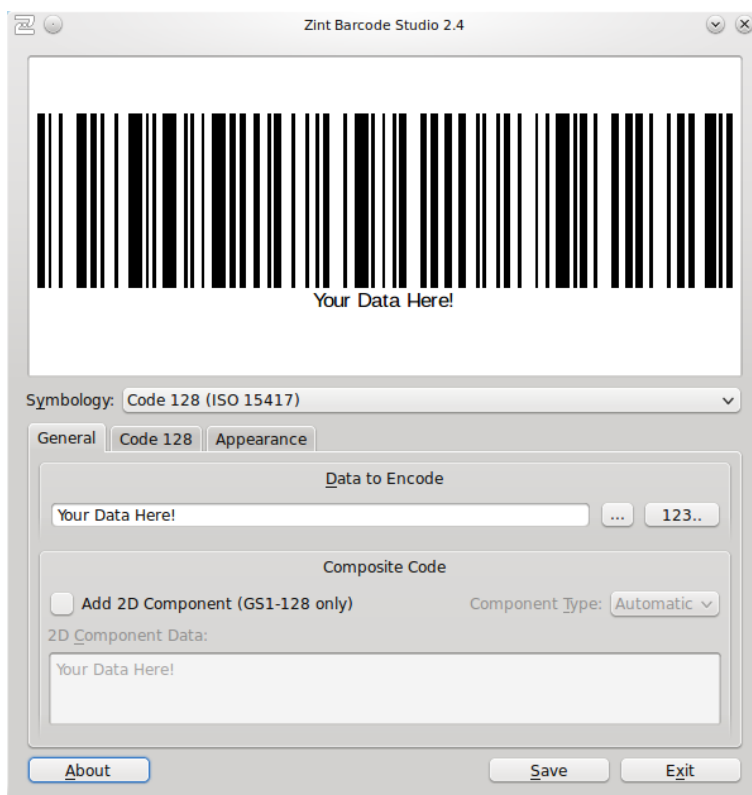 Zint Barcode Studio 2.4
Your Data Here!
Symbology: Code 128 (ISO 15417)
General Code 128 Appearance
Data to Encode
Your Data Here! ... 123..
Composite Code
Add 2D Component (GS1-128 only) Component Type: Automatic
2D Component Data:
Your Data Here!
About Save Exit